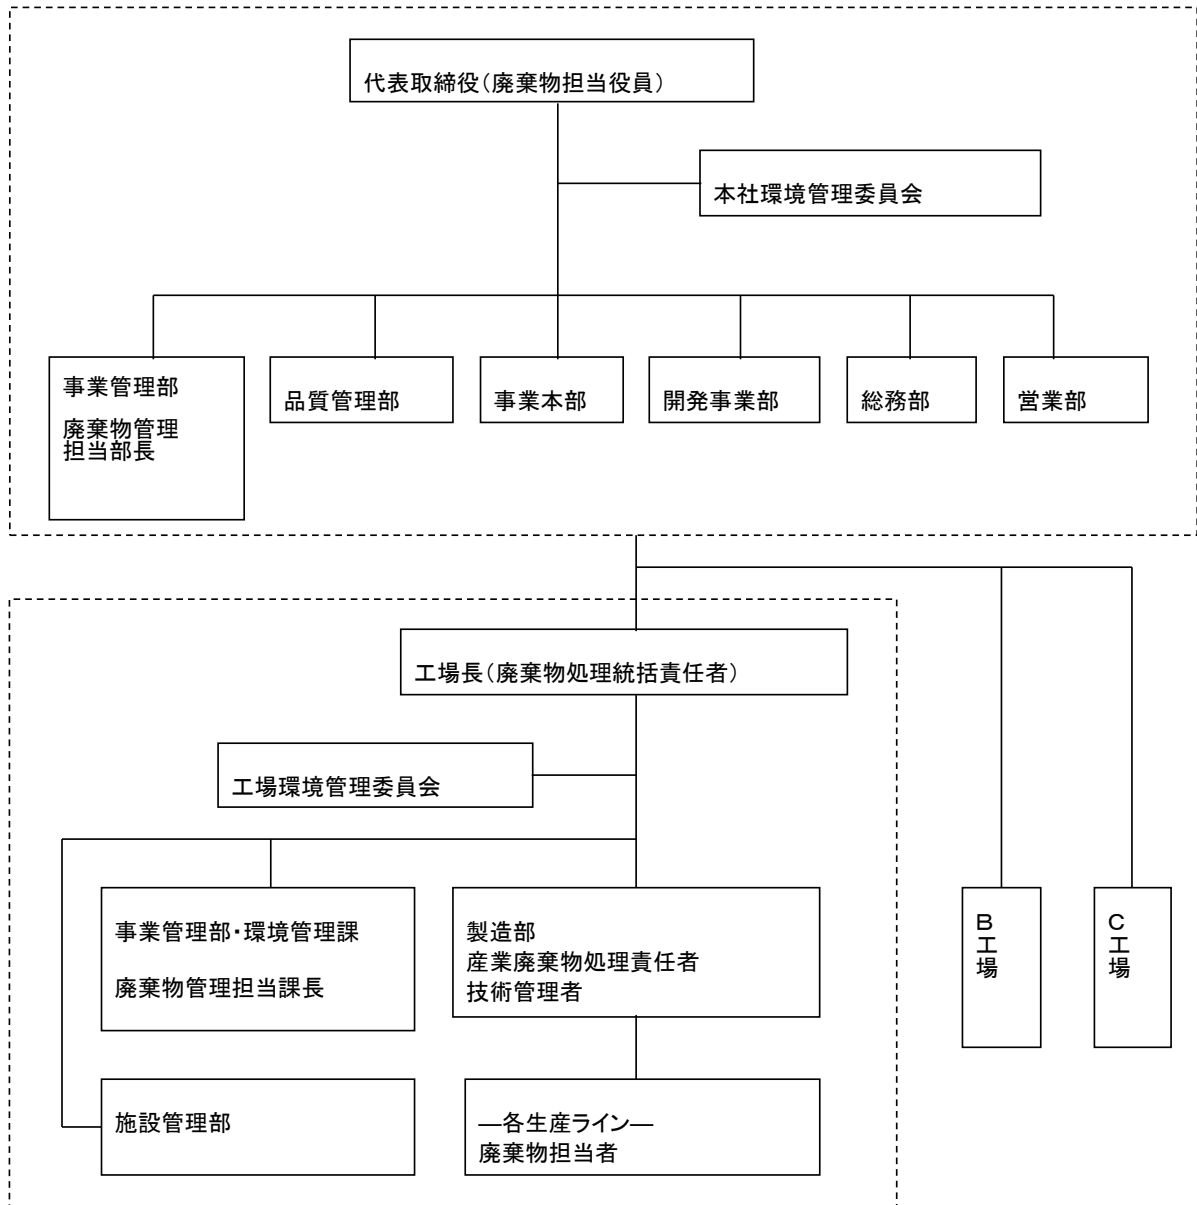 代表取締役（廃棄物担当役員）
本社環境管理委員会
事業管理部
廃棄物管理
担当部長
品質管理部
事業本部
開発事業部
総務部
営業部
工場長（廃棄物処理統括責任者）
工場環境管理委員会
事業管理部・環境管理課
廃棄物管理担当課長
製造部
産業廃棄物処理責任者
技術管理者
Ｂ工場
Ｃ工場
施設管理部
―各生産ライン―
廃棄物担当者